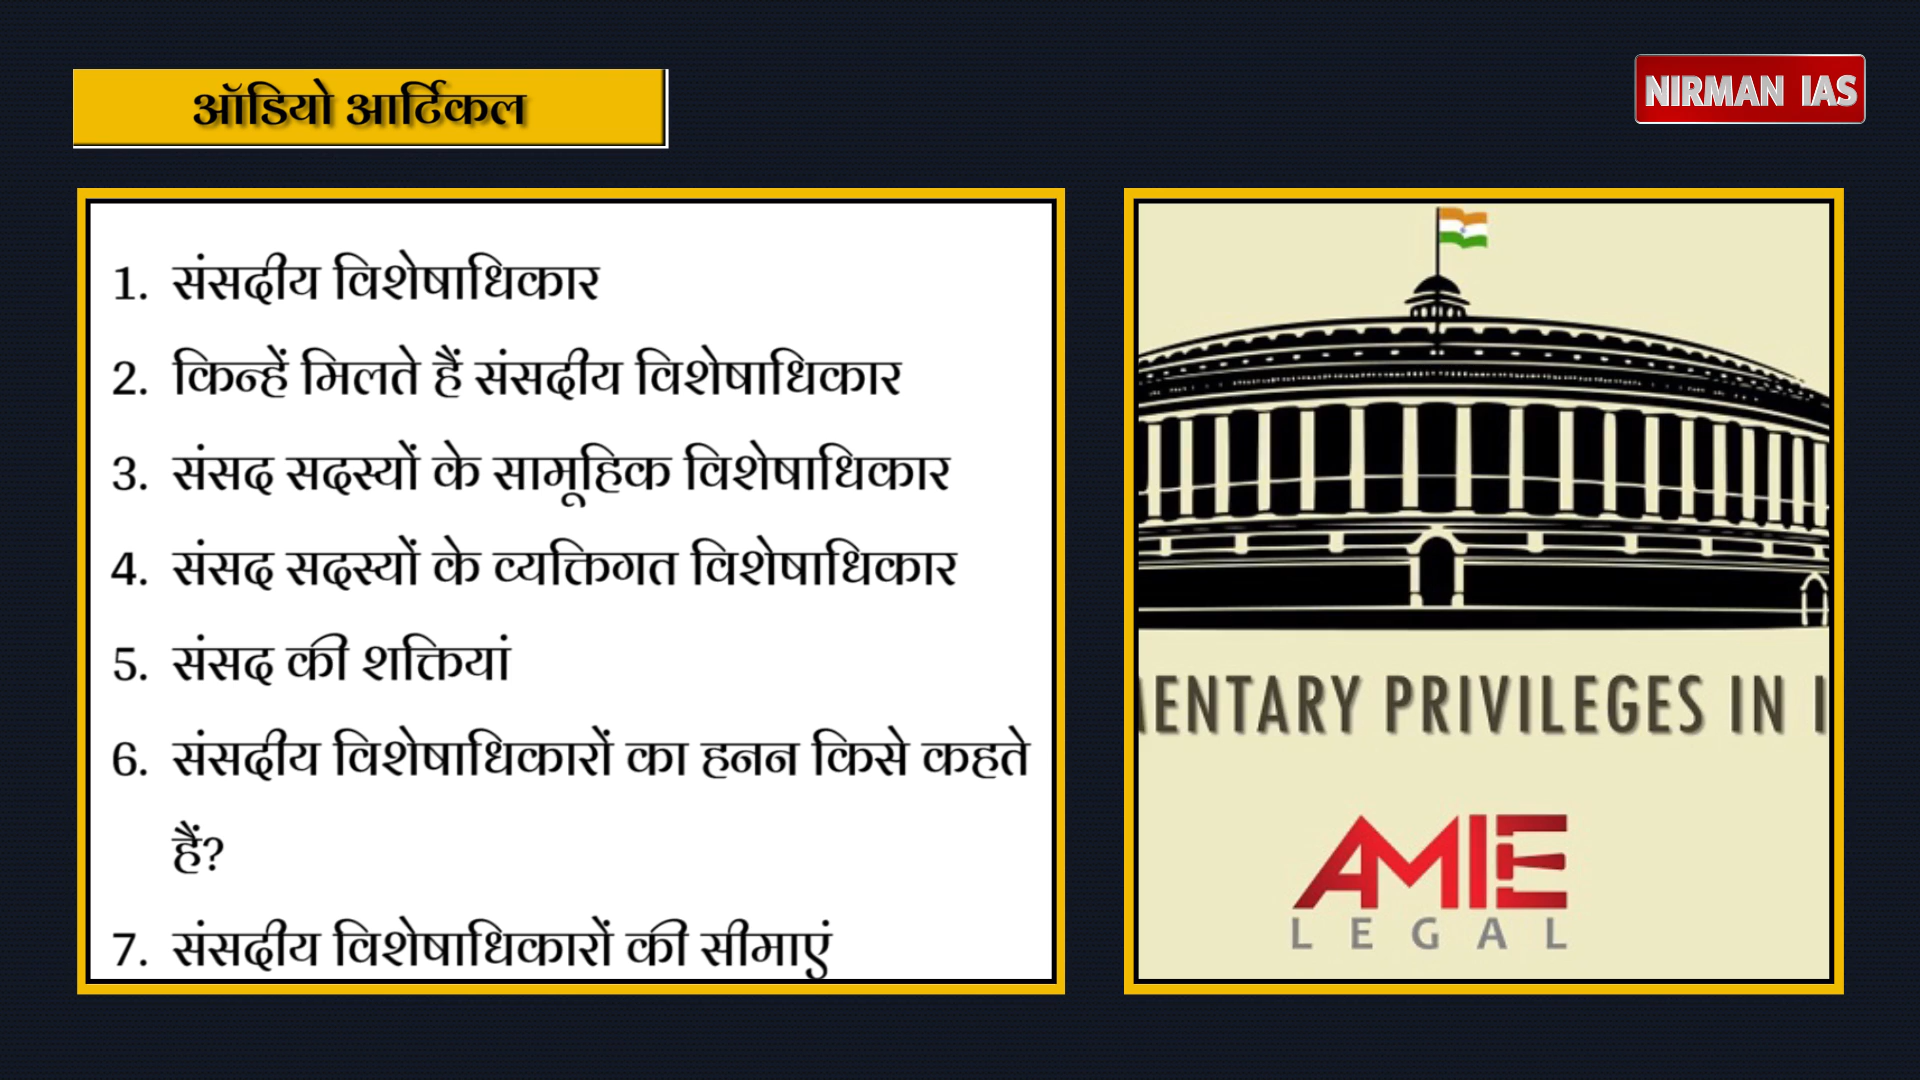 ऑडियो आर्टिकल
NIRMAN IAS
1. संसदीय विशेषाधिकार
2. किन्हें मिलते हैं संसदीय विशेषाधिकार
3. संसद सदस्यों के सामूहिक विशेषाधिकार
4. संसद सदस्यों के व्यक्तिगत विशेषाधिकार
5. संसद की शक्तियां
6. संसदीय विशेषाधिकारों का हनन किसे कहते
हैं?
7. संसदीय विशेषाधिकारों की सीमाएं
MENTARY PRIVILEGES IN I
AMIE
LEGAL